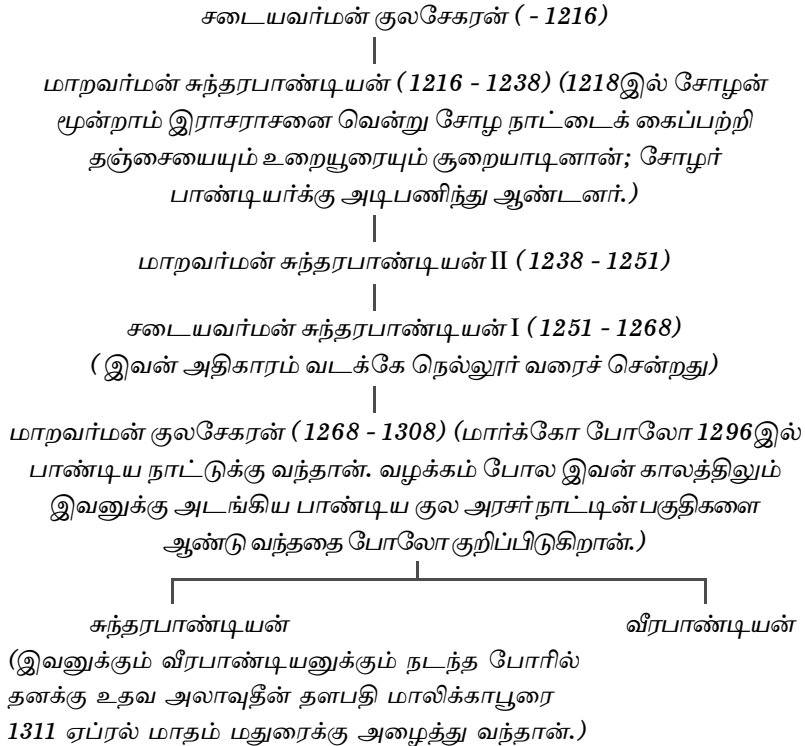 சடையவர்மன் குலசேகரன் ( - 1216)
மாறவர்மன் சுந்தரபாண்டியன் (1216 - 1238) (1218இல் சோழன்
மூன்றாம் இராசராசனை வென்று சோழ நாட்டைக் கைப்பற்றி
தஞ்சையையும் உறையூரையும் சூறையாடினான்; சோழர்
பாண்டியர்க்கு அடிபணிந்து ஆண்டனர்.)
மாறவர்மன் சுந்தரபாண்டியன் II (1238 - 1251)
சடையவர்மன் சுந்தரபாண்டியன் I (1251 - 1268)
(இவன் அதிகாரம் வடக்கே நெல்லூர் வரைச் சென்றது)
மாறவர்மன் குலசேகரன் (1268 - 1308) (மார்க்கோ போலோ 1296இல்
பாண்டிய நாட்டுக்கு வந்தான். வழக்கம் போல இவன் காலத்திலும்
இவனுக்கு அடங்கிய பாண்டிய குல அரசர் நாட்டின் பகுதிகளை
ஆண்டு வந்ததை போலோ குறிப்பிடுகிறான்.)
சுந்தரபாண்டியன் வீரபாண்டியன்
(இவனுக்கும் வீரபாண்டியனுக்கும் நடந்த போரில்
தனக்கு உதவ அலாவுதீன் தளபதி மாலிக்காபூரை
1311 ஏப்ரல் மாதம் மதுரைக்கு அழைத்து வந்தான்.)